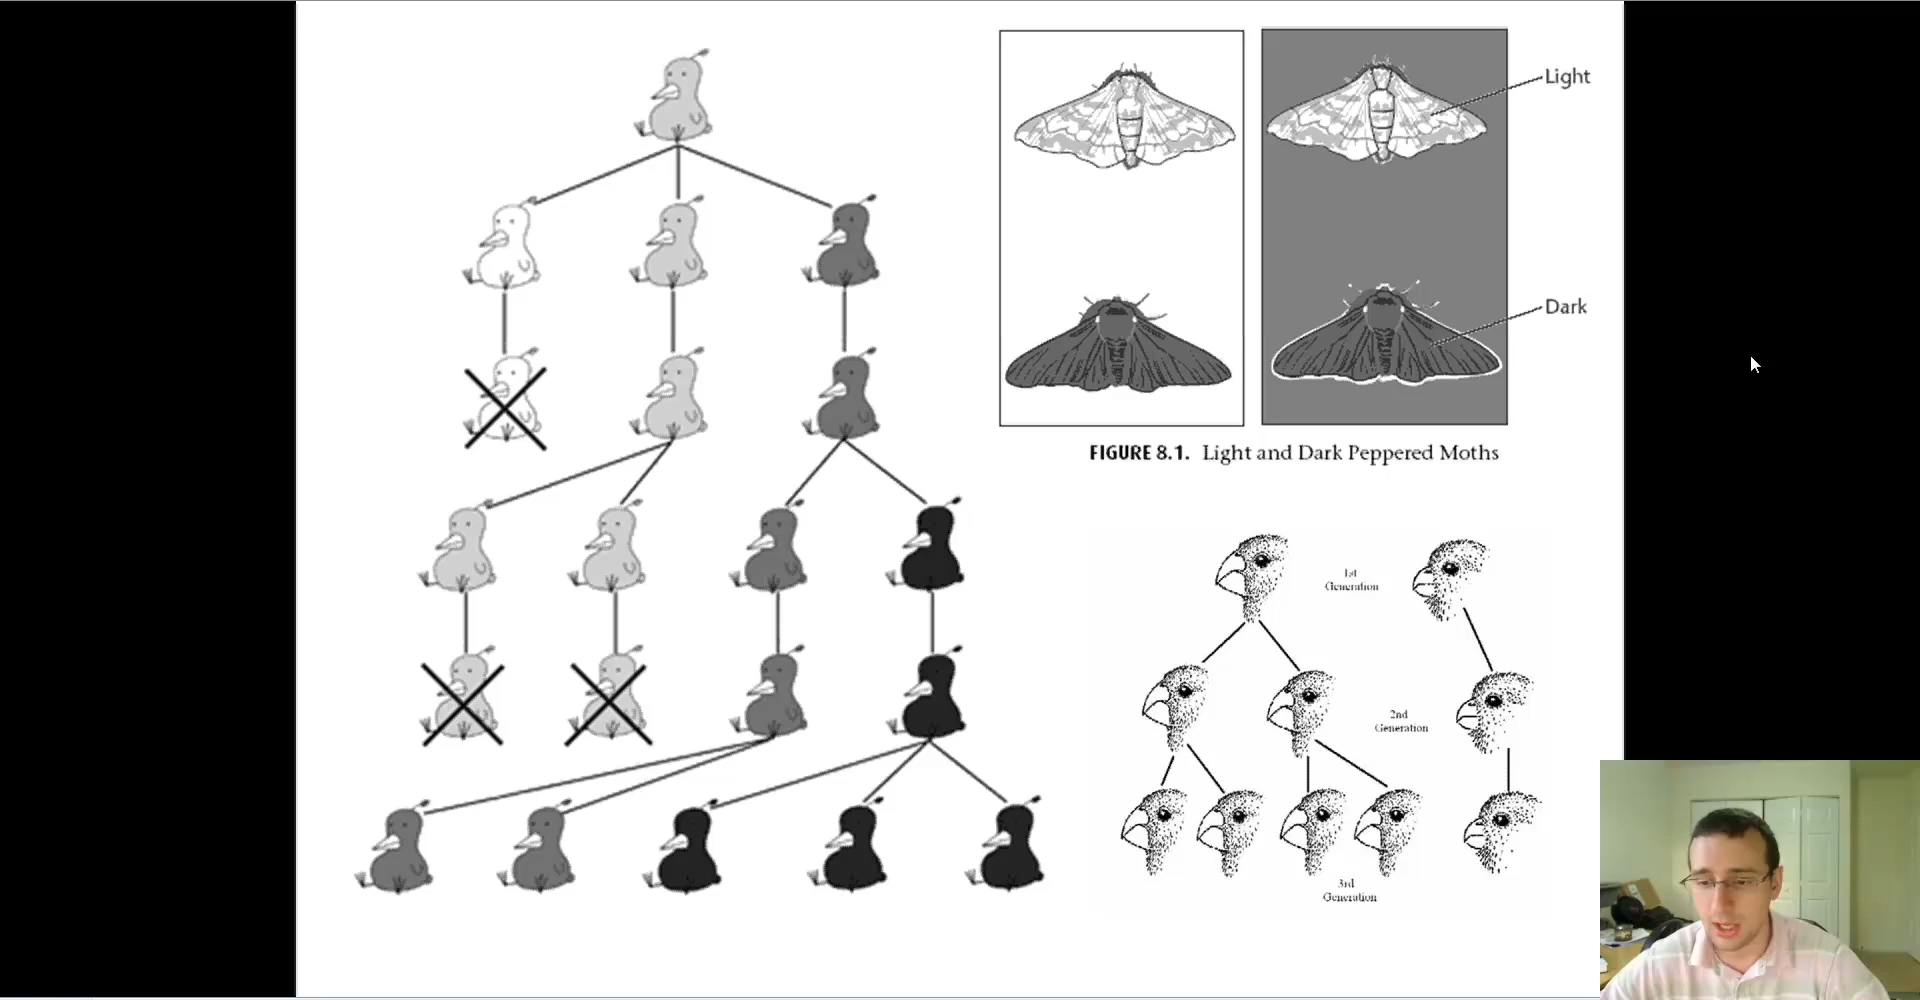 Light
Dark
FIGURE 8.1. Light and Dark Peppered Moths
1st
Generation
2nd
Generation
3rd
Generation